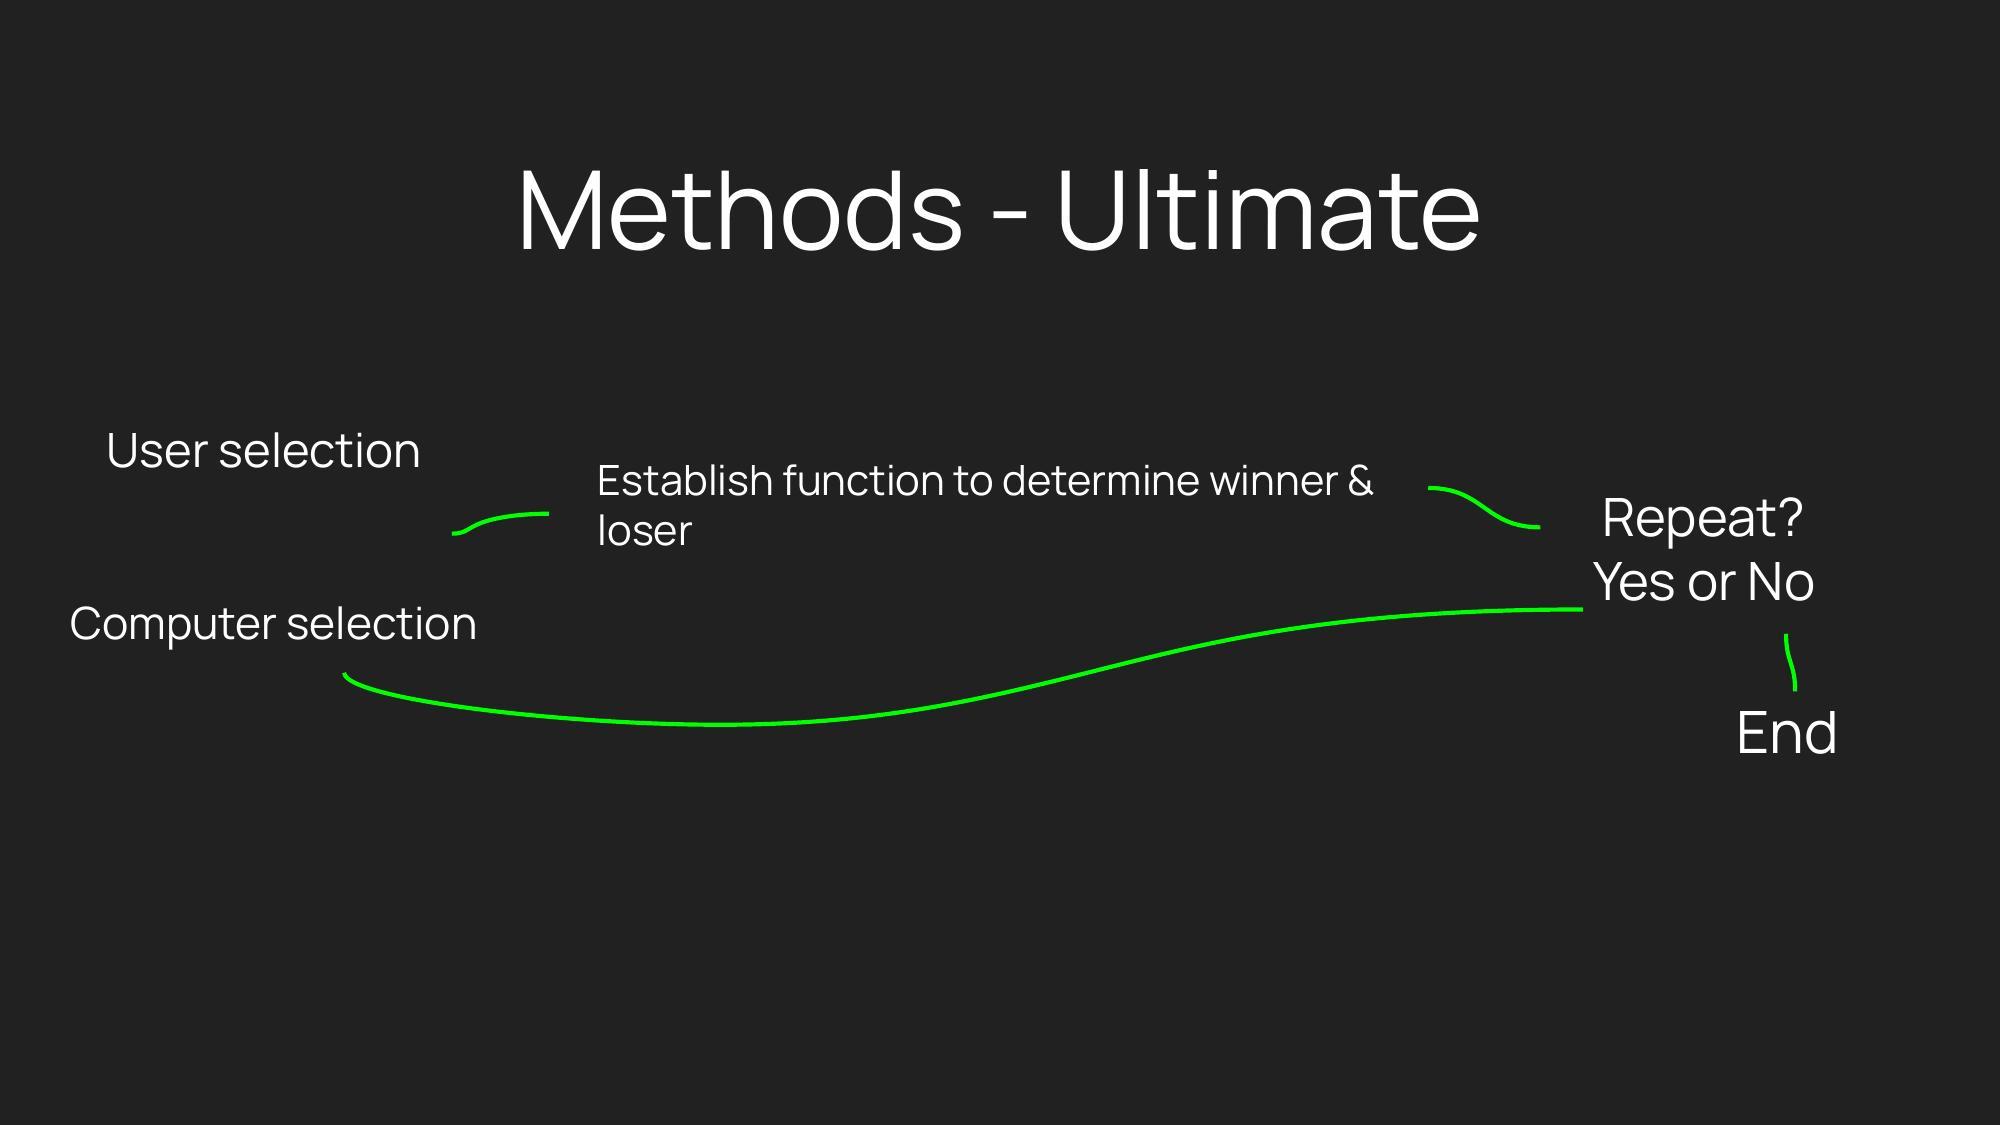 Methods - Ultimate
User selection
Establish function to determine winner &
loser
Repeat?
Yes or No
Computer selection
End